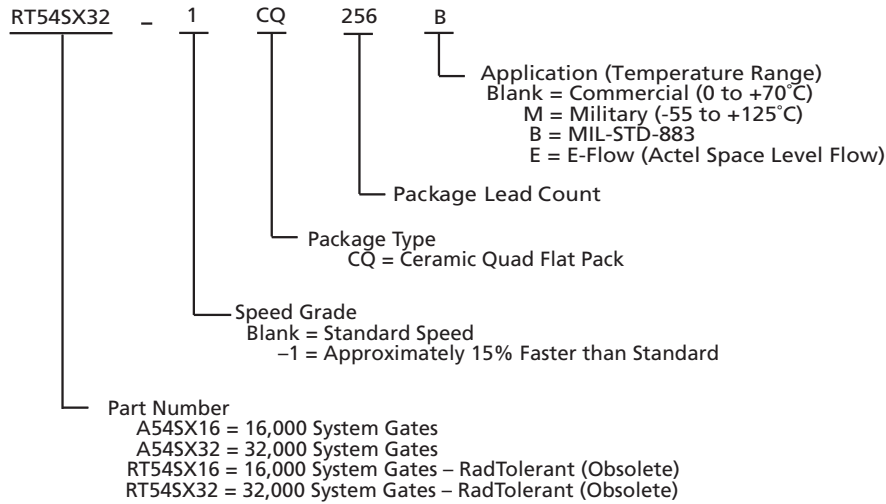 RT54SX32 – 1 CQ 256 B
Application (Temperature Range)
Blank = Commercial (0 to +70˚C)
M = Military (-55 to +125˚C)
B = MIL-STD-883
E = E-Flow (Actel Space Level Flow)
Package Lead Count
Package Type
CQ = Ceramic Quad Flat Pack
Speed Grade
Blank = Standard Speed
–1 = Approximately 15% Faster than Standard
Part Number
A54SX16 = 16,000 System Gates
A54SX32 = 32,000 System Gates
RT54SX16 = 16,000 System Gates – RadTolerant (Obsolete)
RT54SX32 = 32,000 System Gates – RadTolerant (Obsolete)